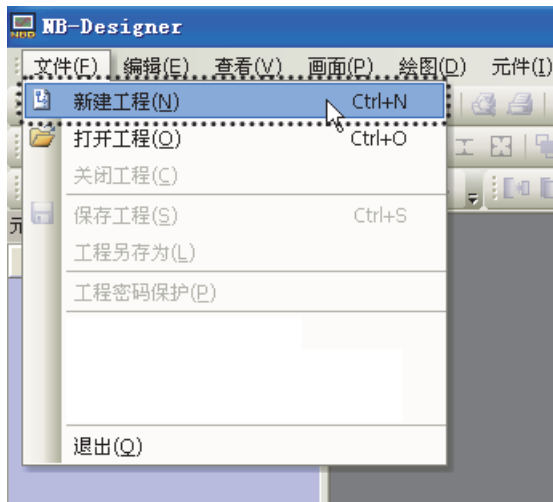 NB-Designer
文件(F) 编辑(E) 查看(V) 画面(P) 绘图(D) 元件(I)
新建工程(N) Ctrl+N
打开工程(O) Ctrl+O
关闭工程(C)
保存工程(S) Ctrl+S
工程另存为(L)
工程密码保护(P)
退出(Q)